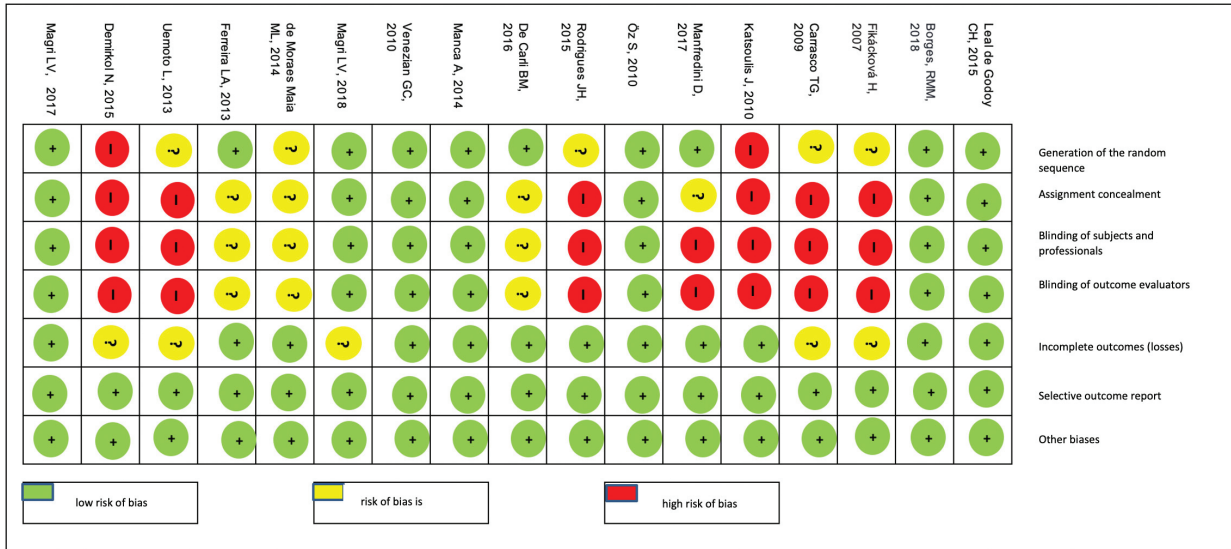 Magri LV, 2017
Demirkol N, 2015
Uemoto L, 2013
Ferreira LA, 2013
de Moraes Maia
ML, 2014
Magri LV, 2018
Venezian GC,
2010
Manca A, 2014
De Carli BM,
2016
Rodrigues JH,
2015
Öz S, 2010
Manfredini D,
2017
Katsoulis J, 2010
Carrasco TG,
2009
Fikácková H,
2007
Borges, RMM,
2018
Leal de Godoy
CH, 2015
+ - ? + ? + + + + ? + + - ? ? + +
Generation of the random
sequence
+ - - ? ? + + + ? - + ? - - - + +
Assignment concealment
+ - - ? ? + + + ? - + - - - - + +
Blinding of subjects and
professionals
+ - - ? ? + + + ? - + - - - - + +
Blinding of outcome evaluators
+ ? ? + + ? + + + + + + + ? ? + +
Incomplete outcomes (losses)
+ + + + + + + + + + + + + + + + +
Selective outcome report
+ + + + + + + + + + + + + + + + +
Other biases
low risk of bias
risk of bias is
high risk of bias